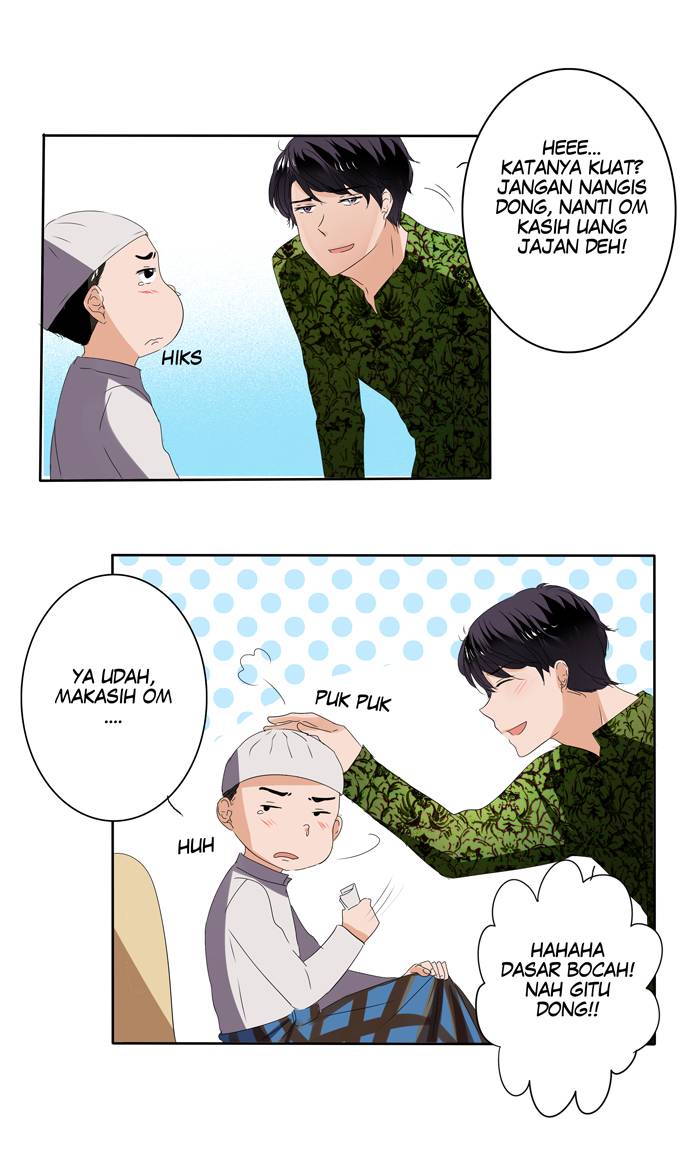 HEEE...
KATANYA KUAT?
JANGAN NANGIS
DONG, NANTI OM
KASIH UANG
JAJAN DEH!
HIKS
YA UDAH,
MAKASIH OM
....
PUK PUK
HUH
HAHAHA
DASAR BOCAH!
NAH GITU
DONG!!